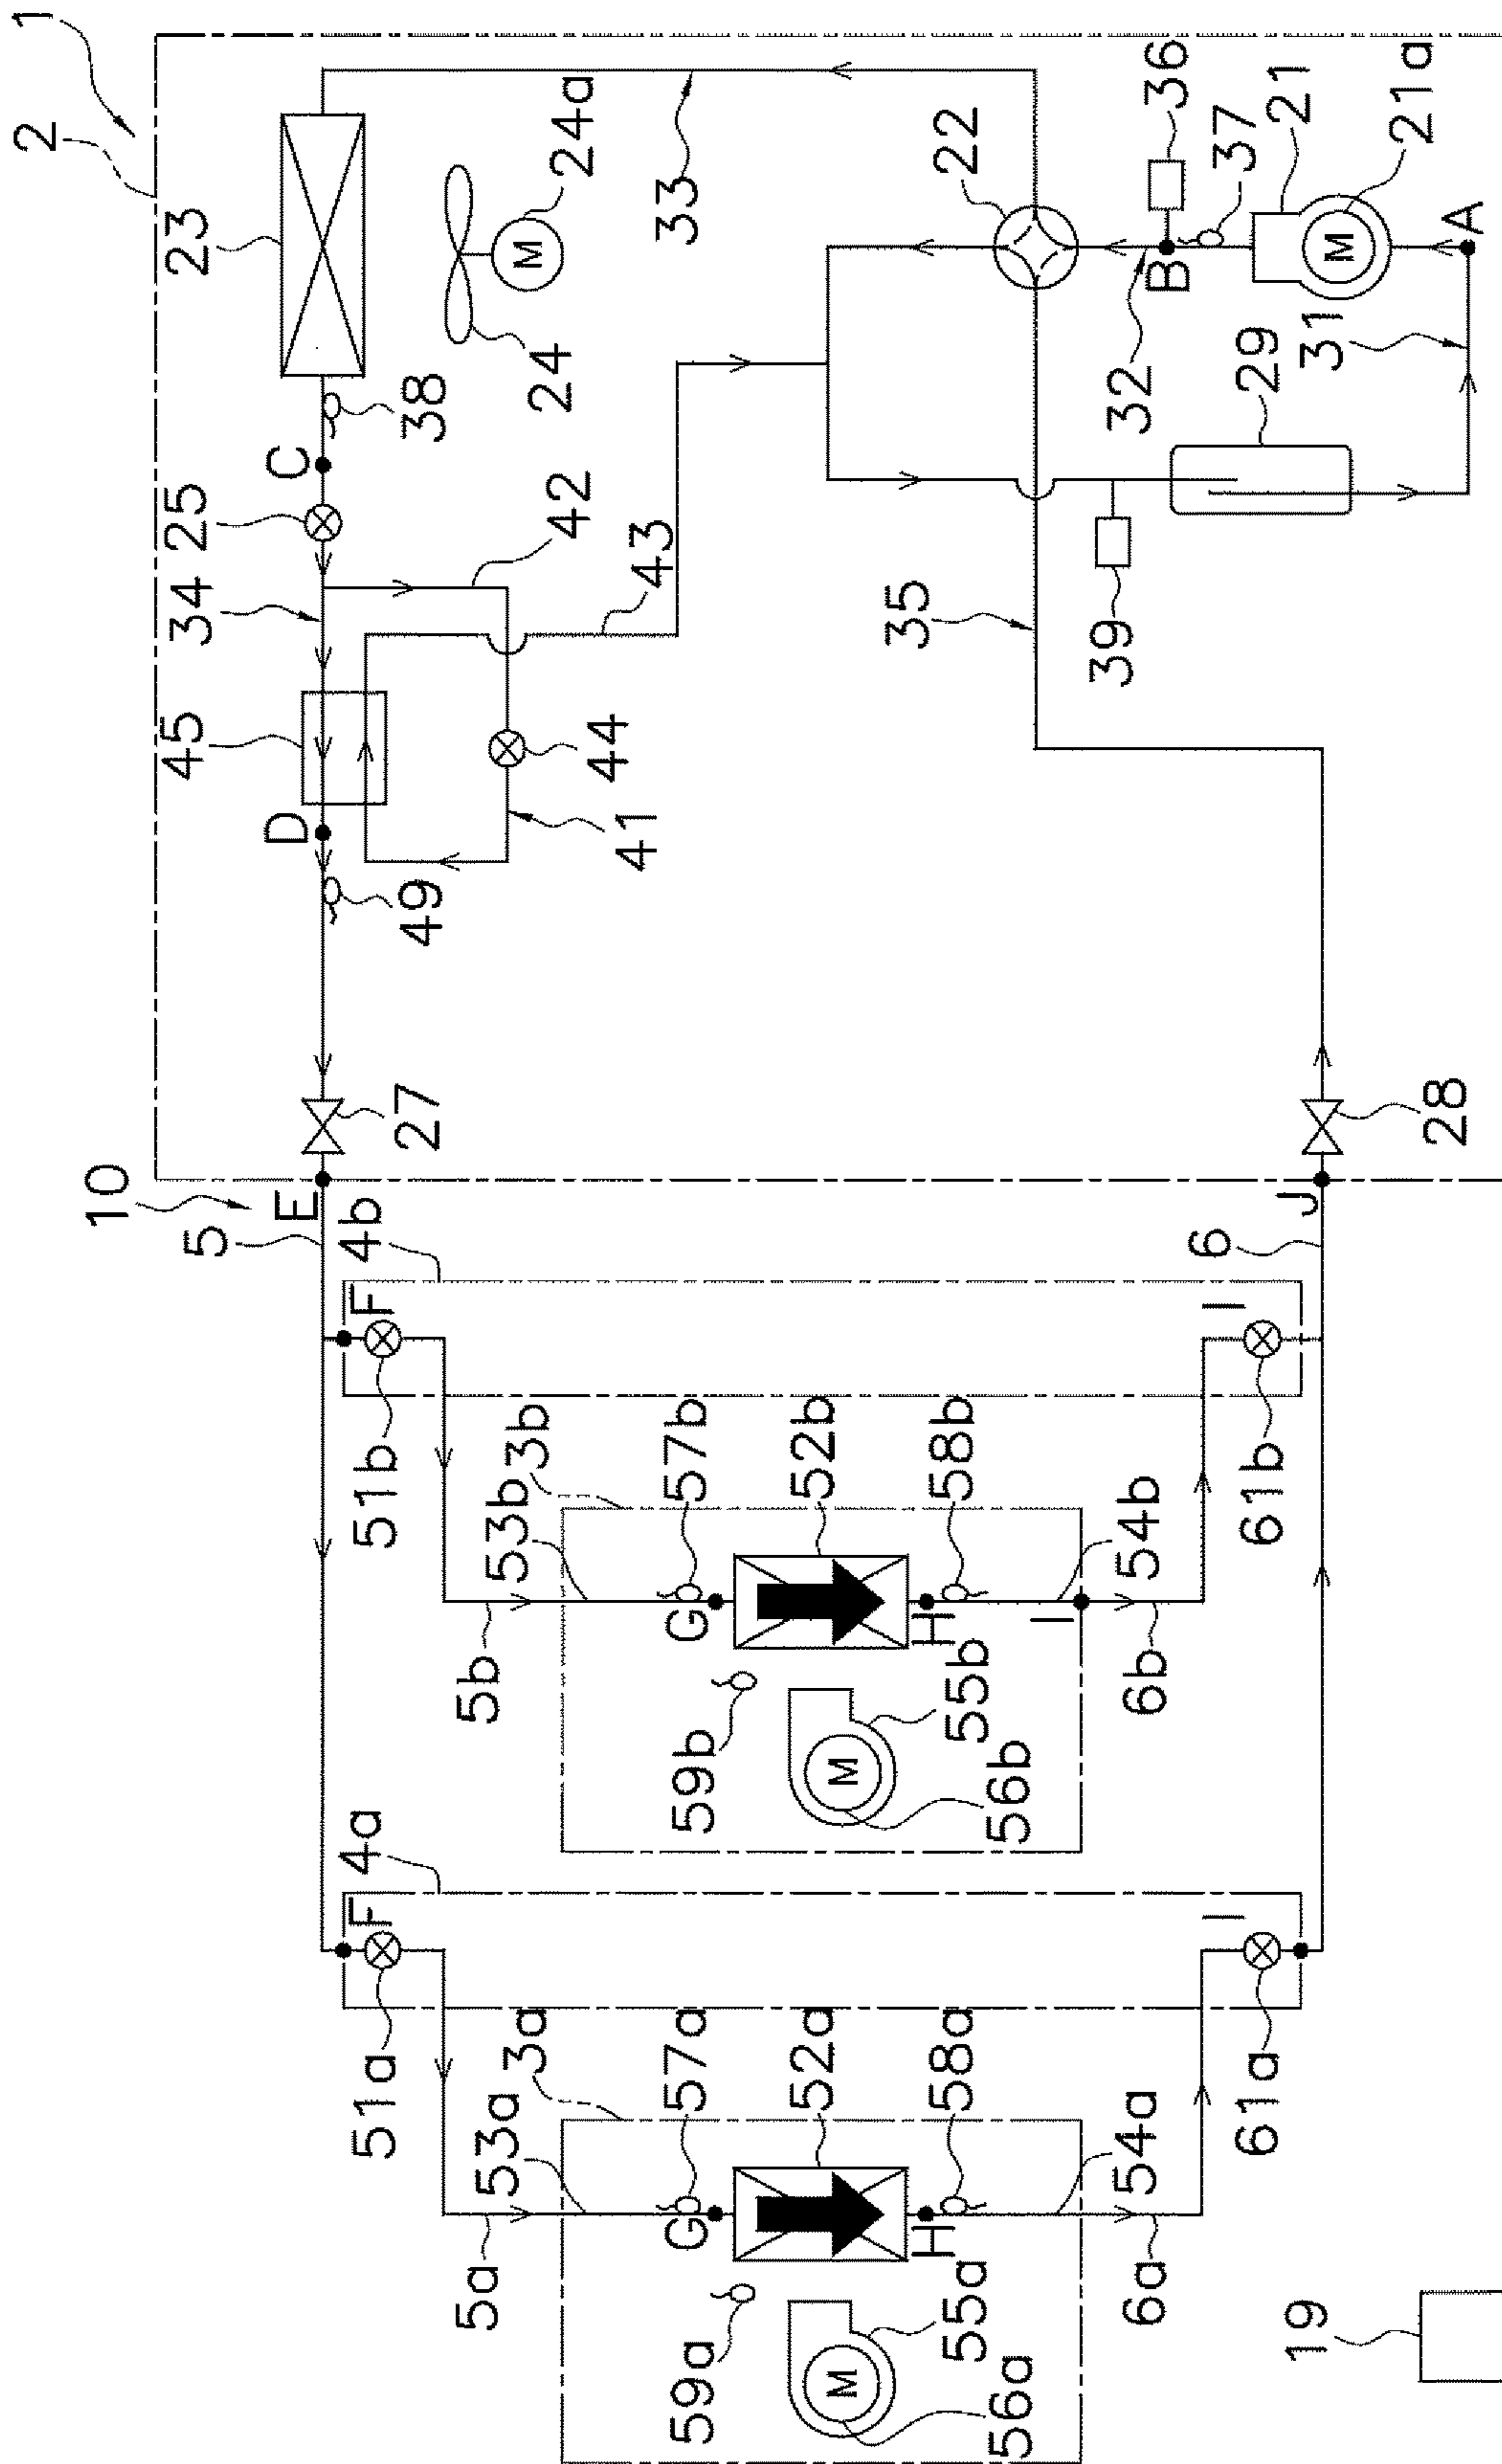 1
2
23
24a
24
38
C
25
34
42
43
45
44
41
D
49
27
33
22
36
37
21
21a
B
A
32
31
29
39
35
28
10
E
5
J
6
4b
F
51b
I
61b
3b
53b
57b
52b
58b
54b
5b
G
H
I
6b
59b
55b
56b
M
M
M
4a
F
51a
I
61a
3a
53a
57a
52a
58a
54a
5a
G
H
6a
59a
55a
56a
M
19